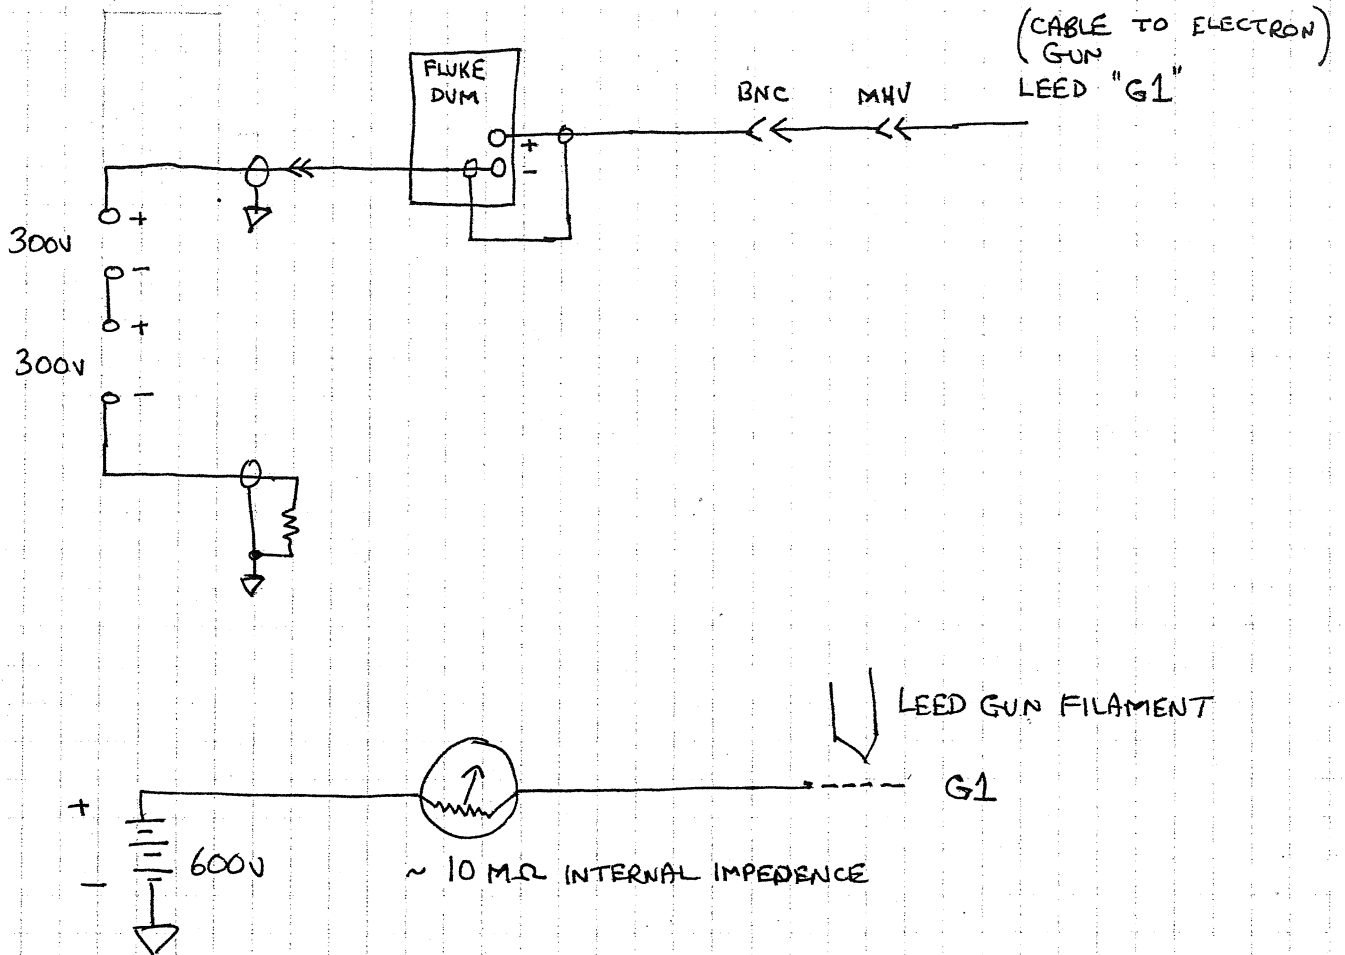 (CABLE TO ELECTRON)
GUN
LEED "G1"
FLUKE
DVM
BNC
MHV
+
-
+
300V
-
+
300V
-
LEED GUN FILAMENT
G1
+
600V
-
~ 10 MΩ INTERNAL IMPEDENCE